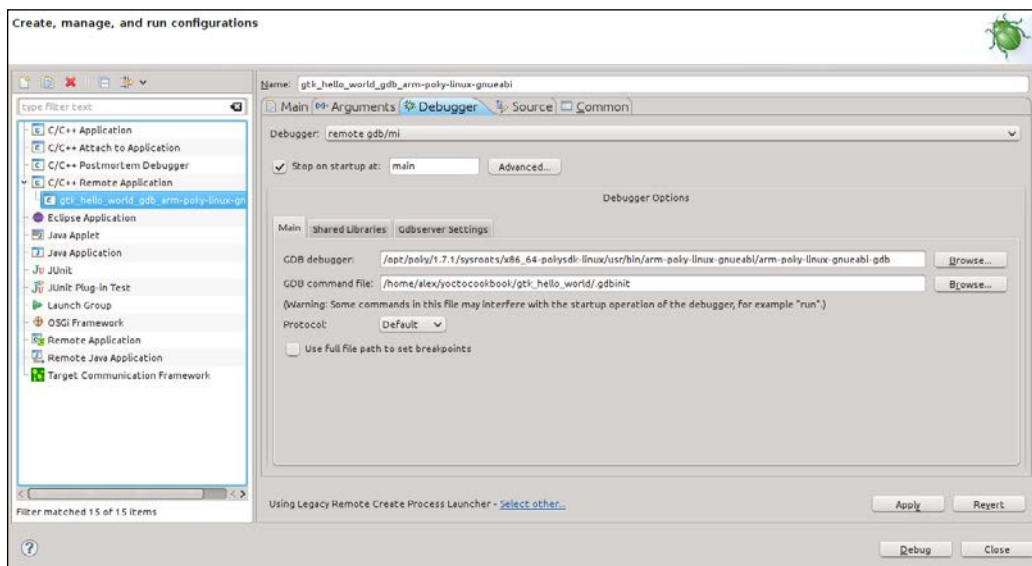 Create, manage, and run configurations
Name: gtk_hello_world_gdb_arm-poky-linux-gnueabi
type filter text
C/C++ Application
C/C++ Attach to Application
C/C++ Postmortem Debugger
C/C++ Remote Application
gtk_hello_world_gdb_arm-poky-linux-gn
Eclipse Application
Java Applet
Java Application
Ju JUnit
JUnit Plug-in Test
Launch Group
OSGi Framework
Remote Application
Remote Java Application
Target Communication Framework
Filter matched 15 of 15 items
Main Arguments Debugger Source Common
Debugger: remote gdb/mi
Stop on startup at: main Advanced...
Debugger Options
Main Shared Libraries Gdbserver Settings
GDB debugger: /opt/poky/1.7.1/sysroots/x86_64-pokysdk-linux/usr/bin/arm-poky-linux-gnueabi/arm-poky-linux-gnueabi-gdb Browse...
GDB command file: /home/alex/yoctocookbook/gtk_hello_world/.gdbinit Browse...
(Warning: Some commands in this file may interfere with the startup operation of the debugger, for example "run".)
Protocol: Default
Use full file path to set breakpoints
Using Legacy Remote Create Process Launcher - Select other...
Apply Revert
Debug Close